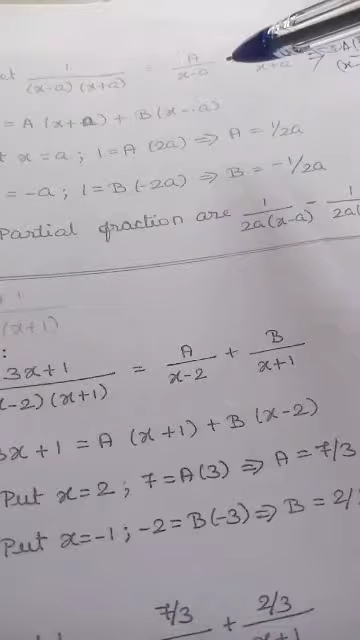 at 1/((x-a)(x+a)) = A/(x-a) x+a ⇒
= A(x+a) + B(x-a)
x=a ; 1=A(2a) ⇒ A = 1/2a
= -a ; 1=B(-2a) ⇒ B = -1/2a
Partial fraction are 1/(2a(x-a)) - 1/(2a(
(x+1)
:
3x+1/(x-2)(x+1) = A/(x-2) + B/(x+1)
3x+1 = A (x+1) + B (x-2)
Put x=2 ; 7=A(3) ⇒ A=7/3
Put x=-1 ; -2=B(-3) ⇒ B = 2/
7/3 + (2/3)/(x+1)